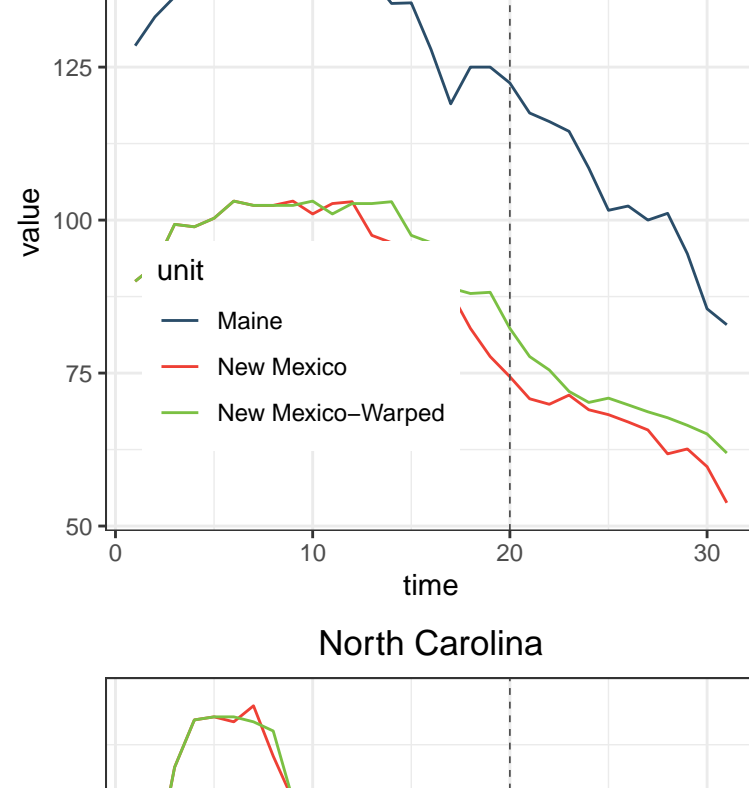 125
100
75
50
value
unit
Maine
New Mexico
New Mexico−Warped
0 10 20 30
time
North Carolina